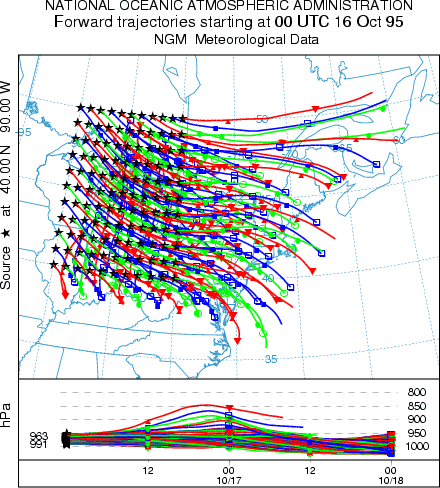 NATIONAL OCEANIC ATMOSPHERIC ADMINISTRATION
Forward trajectories starting at 00 UTC 16 Oct 95
NGM Meteorological Data
Source ★ at 40.00 N 90.00 W
-95
50
60
65
40
35
hPa
800
850
900
950
1000
963
991
12 00 12 00
10/17 10/18